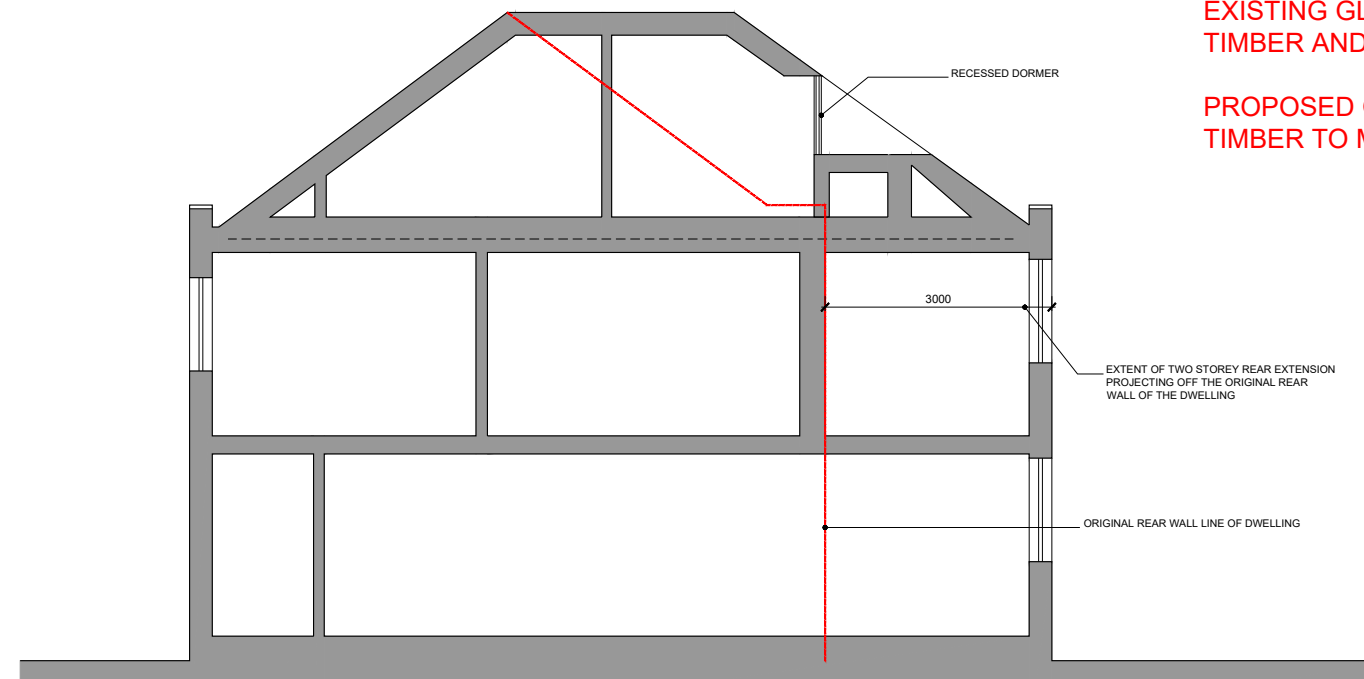 EXISTING
TIMBER AND
PROPOSED
TIMBER TO
RECESSED DORMER
3000
EXTENT OF TWO STOREY REAR EXTENSION
PROJECTING OFF THE ORIGINAL REAR
WALL OF THE DWELLING
ORIGINAL REAR WALL LINE OF DWELLING